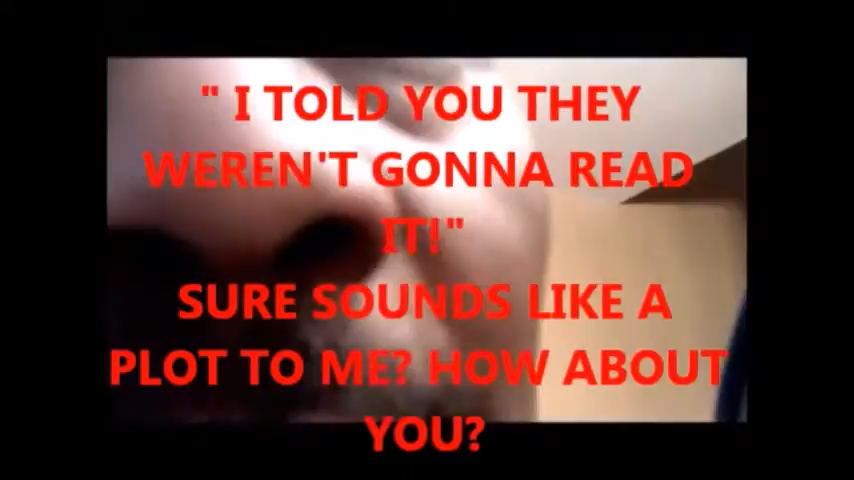 " I TOLD YOU THEY
WEREN'T GONNA READ
IT!"
SURE SOUNDS LIKE A
PLOT TO ME? HOW ABOUT
YOU?